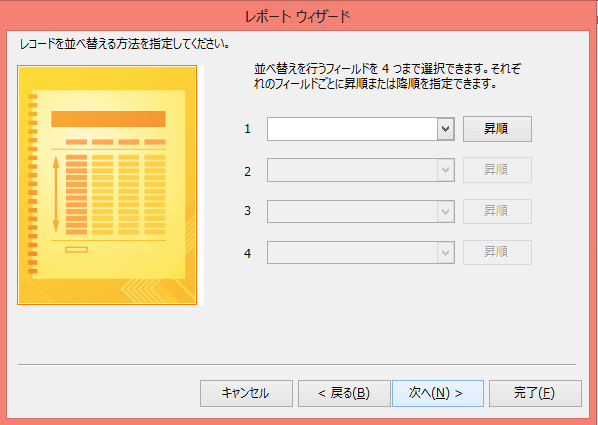 レポート ウィザード
レコードを並べ替える方法を指定してください。
並べ替えを行うフィールドを 4 つまで選択できます。それぞ
れのフィールドごとに昇順または降順を指定できます。
1 昇順
2 昇順
3 昇順
4 昇順
キャンセル < 戻る(B) 次へ(N) > 完了(F)